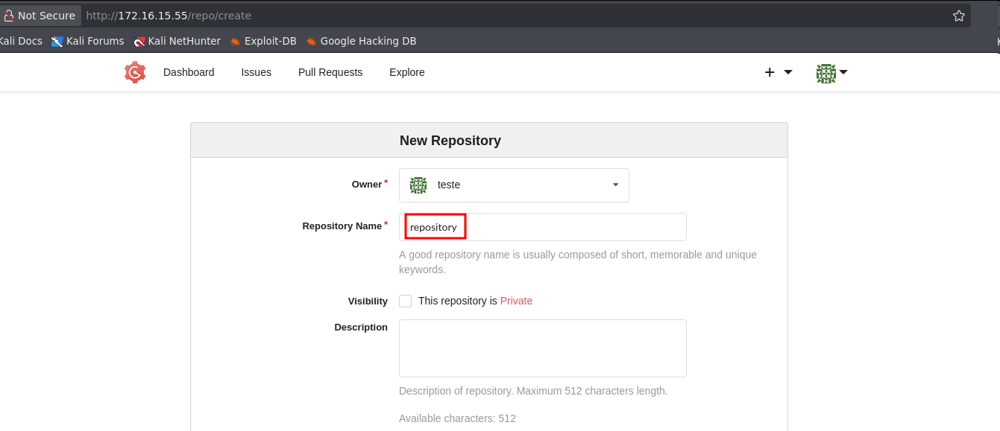 Not Secure http://172.16.15.55/repo/create
Kali Docs Kali Forums Kali NetHunter Exploit-DB Google Hacking DB
Dashboard Issues Pull Requests Explore +
New Repository
Owner * teste
Repository Name * repository
A good repository name is usually composed of short, memorable and unique
keywords.
Visibility This repository is Private
Description
Description of repository. Maximum 512 characters length.
Available characters: 512